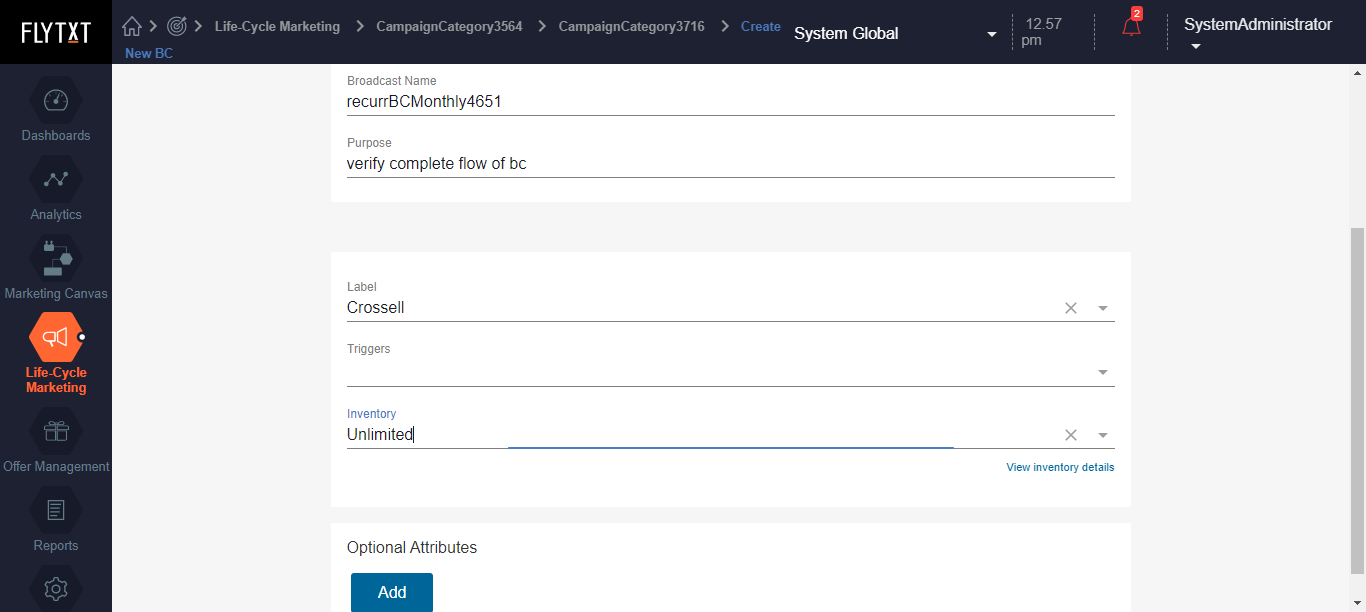 FLYTXT
Life-Cycle Marketing
CampaignCategory3564
CampaignCategory3716
Create
New BC
System Global
12.57
pm
2
SystemAdministrator
Dashboards
Analytics
Marketing Canvas
Life-Cycle
Marketing
Offer Management
Reports
Broadcast Name
recurrBCMonthly4651
Purpose
verify complete flow of bc
Label
Crossell
Triggers
Inventory
Unlimited
View inventory details
Optional Attributes
Add